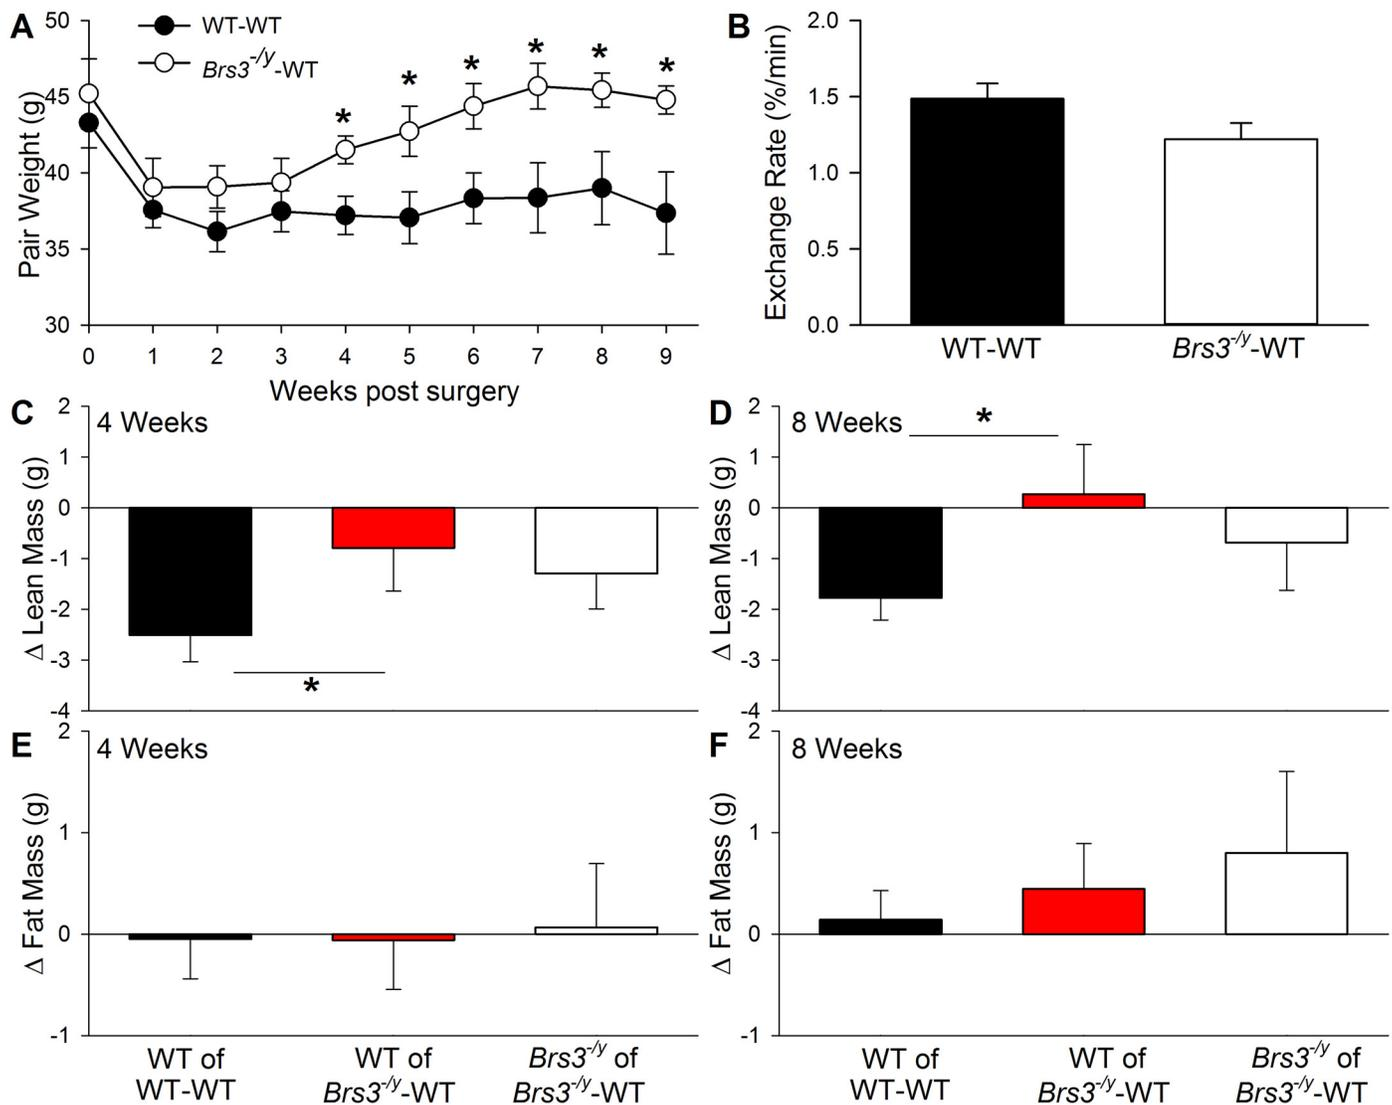 A
50
45
40
35
30
Pair Weight (g)
WT-WT
Brs3-/y-WT
* * * * * *
0 1 2 3 4 5 6 7 8 9
Weeks post surgery
B
2.0
1.5
1.0
0.5
0.0
Exchange Rate (%/min)
WT-WT Brs3-/y-WT
C
4 Weeks
2
1
0
-1
-2
-3
-4
Δ Lean Mass (g)
*
D
8 Weeks
*
2
1
0
-1
-2
-3
-4
Δ Lean Mass (g)
E
4 Weeks
2
1
0
-1
Δ Fat Mass (g)
WT of
WT-WT
WT of
Brs3-/y-WT
Brs3-/y of
Brs3-/y-WT
F
8 Weeks
2
1
0
-1
Δ Fat Mass (g)
WT of
WT-WT
WT of
Brs3-/y-WT
Brs3-/y of
Brs3-/y-WT